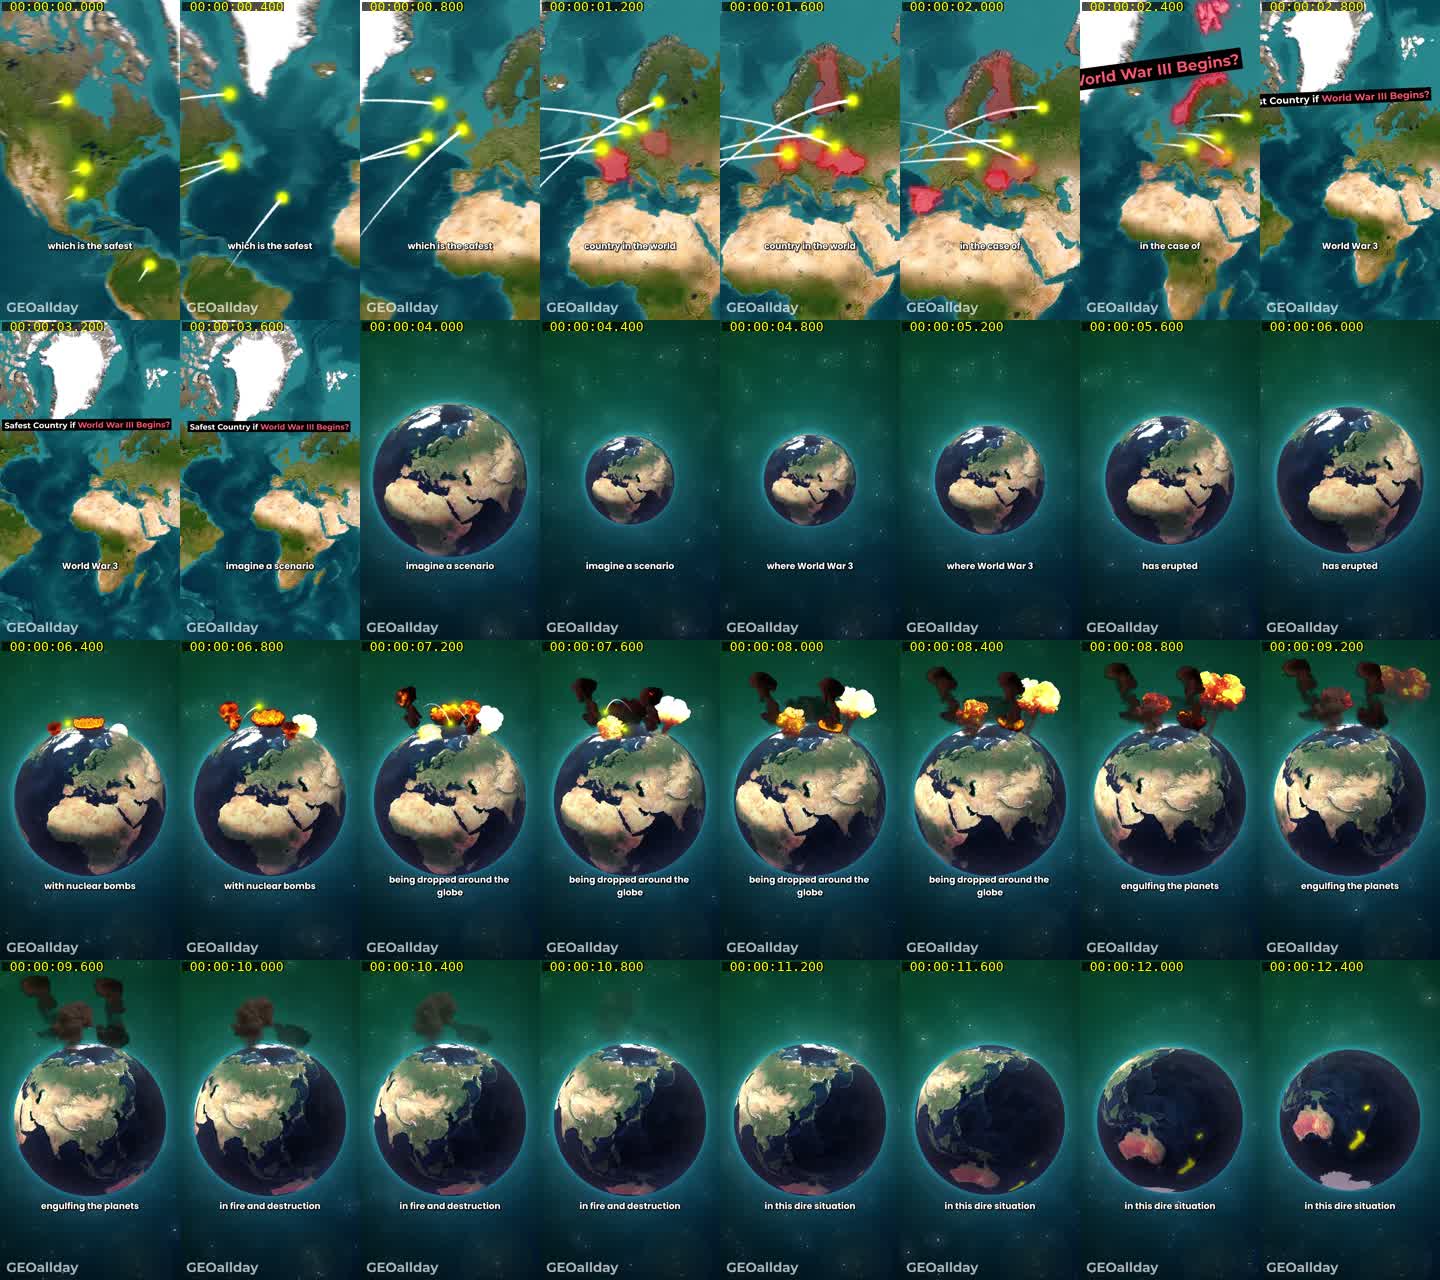 00:00:00.000
which is the safest
GEOallday
00:00:00.400
which is the safest
GEOallday
00:00:00.800
which is the safest
GEOallday
00:00:01.200
country in the world
GEOallday
00:00:01.600
country in the world
GEOallday
00:00:02.000
in the case of
GEOallday
00:00:02.400
World War III Begins?
in the case of
GEOallday
00:00:02.800
st Country if World War III Begins?
World War 3
GEOallday
00:00:03.200
Safest Country if World War III Begins?
World War 3
GEOallday
00:00:03.600
Safest Country if World War III Begins?
imagine a scenario
GEOallday
00:00:04.000
imagine a scenario
GEOallday
00:00:04.400
imagine a scenario
GEOallday
00:00:04.800
where World War 3
GEOallday
00:00:05.200
where World War 3
GEOallday
00:00:05.600
has erupted
GEOallday
00:00:06.000
has erupted
GEOallday
00:00:06.400
with nuclear bombs
GEOallday
00:00:06.800
with nuclear bombs
GEOallday
00:00:07.200
being dropped around the
globe
GEOallday
00:00:07.600
being dropped around the
globe
GEOallday
00:00:08.000
being dropped around the
globe
GEOallday
00:00:08.400
being dropped around the
globe
GEOallday
00:00:08.800
engulfing the planets
GEOallday
00:00:09.200
engulfing the planets
GEOallday
00:00:09.600
engulfing the planets
GEOallday
00:00:10.000
in fire and destruction
GEOallday
00:00:10.400
in fire and destruction
GEOallday
00:00:10.800
in fire and destruction
GEOallday
00:00:11.200
in this dire situation
GEOallday
00:00:11.600
in this dire situation
GEOallday
00:00:12.000
in this dire situation
GEOallday
00:00:12.400
in this dire situation
GEOallday